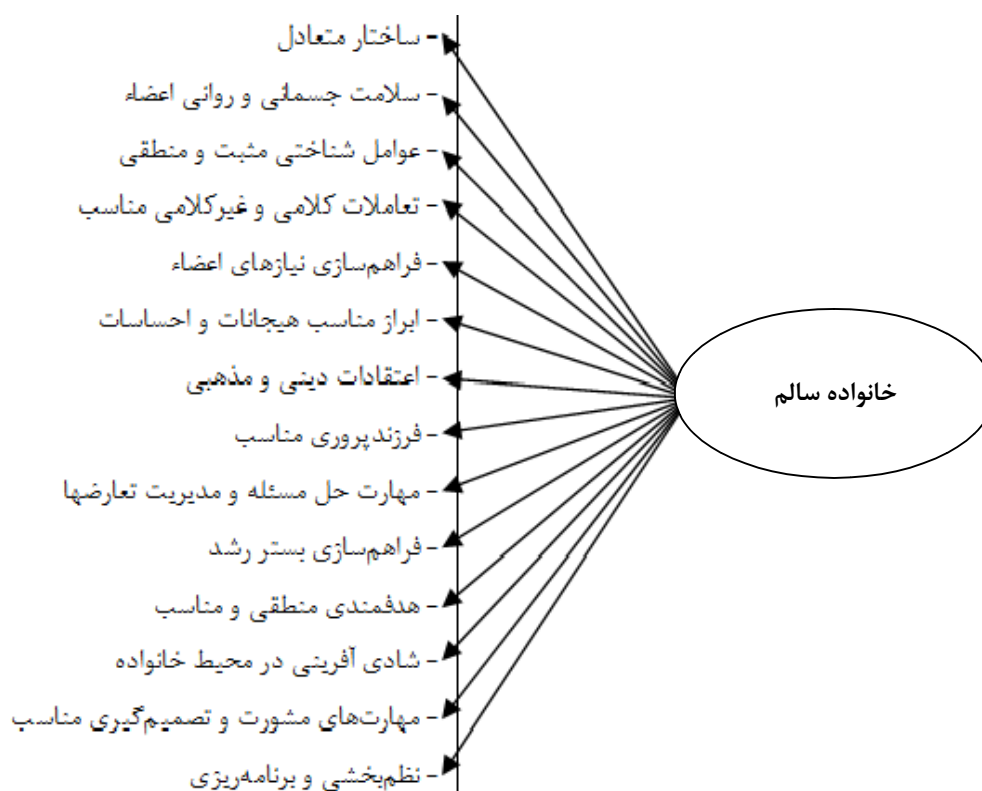 - ساختار متعادل
- سلامت جسمانی و روانی اعضاء
- عوامل شناختی مثبت و منطقی
- تعاملات کلامی و غیرکلامی مناسب
- فراهم‌سازی نیازهای اعضاء
- ابراز مناسب هیجانات و احساسات
- اعتقادات دینی و مذهبی
- فرزندپروری مناسب
- مهارت حل مسئله و مدیریت تعارضها
- فراهم‌سازی بستر رشد
- هدفمندی منطقی و مناسب
- شادی آفرینی در محیط خانواده
- مهارت‌های مشورت و تصمیم‌گیری مناسب
- نظم‌بخشی و برنامه‌ریزی
خانواده سالم